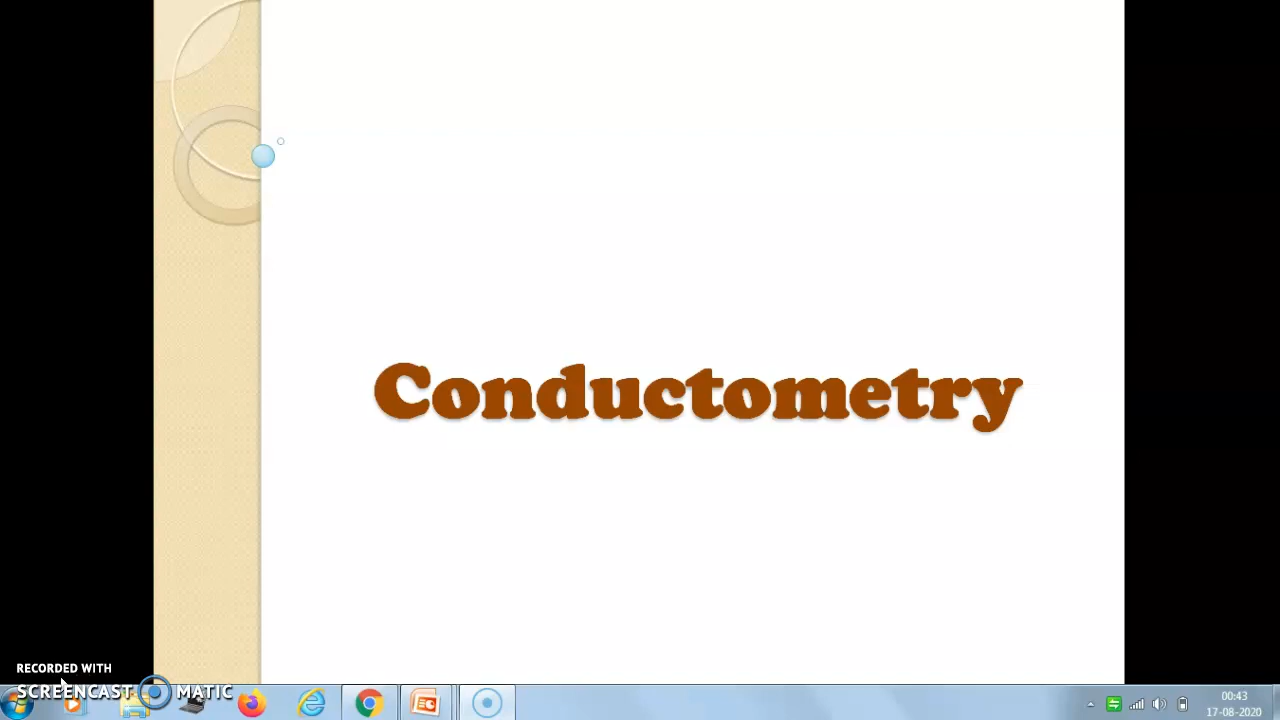 Conductometry
RECORDED WITH
SCREENCAST MATIC
00:43
17-08-2020